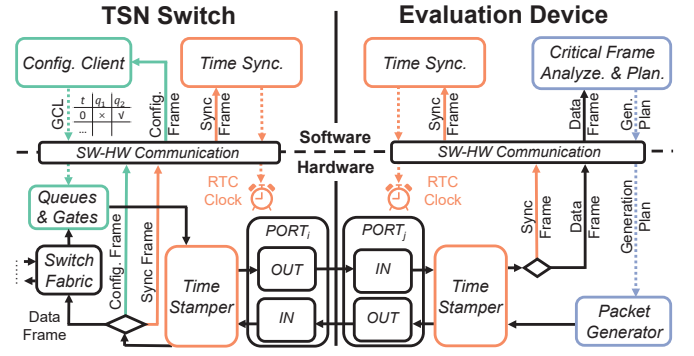 TSN Switch
Evaluation Device
Config. Client
Time Sync.
Time Sync.
Critical Frame
Analyze. & Plan.
GCL
t q1 q2
0 × √
...
Config.
Frame
Sync
Frame
Sync
Frame
Data
Frame
Gen.
Plan
Software
SW-HW Communication
SW-HW Communication
Hardware
RTC
Clock
RTC
Clock
Queues
& Gates
Switch
Fabric
......
Config. Frame
Sync Frame
Data
Frame
Time
Stamper
PORTi
OUT
IN
PORTj
IN
OUT
Time
Stamper
Sync
Frame
Data
Frame
Generation
Plan
Packet
Generator